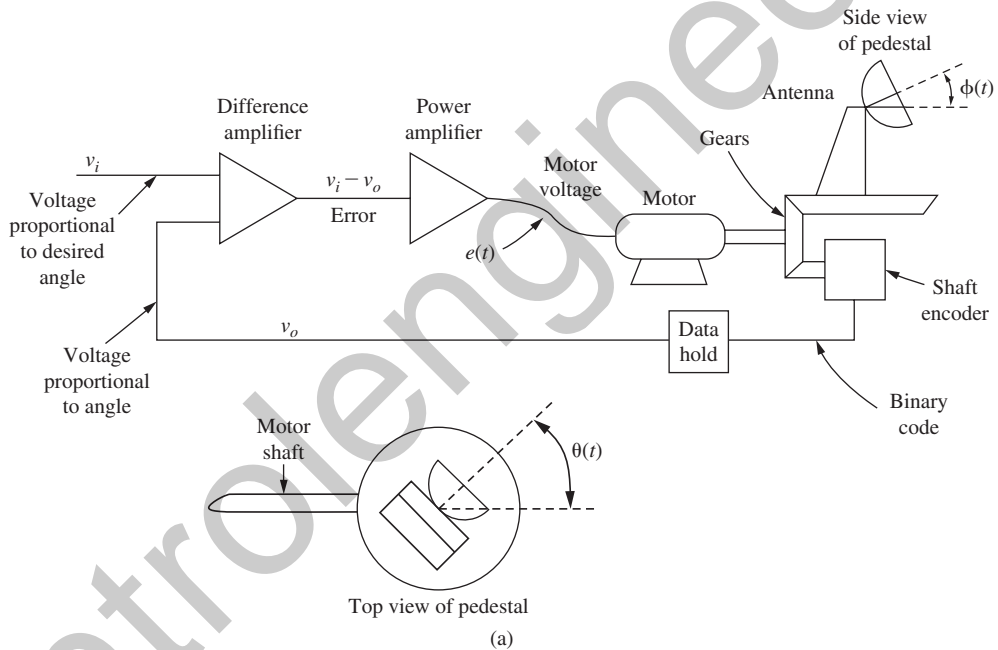 Side view
of pedestal
Antenna
ϕ(t)
Difference
amplifier
Power
amplifier
Gears
v_i
v_i − v_o
Error
Motor
voltage
Motor
Voltage
proportional
to desired
angle
e(t)
Shaft
encoder
v_o
Data
hold
Voltage
proportional
to angle
Binary
code
Motor
shaft
θ(t)
Top view of pedestal
(a)
trolenginee